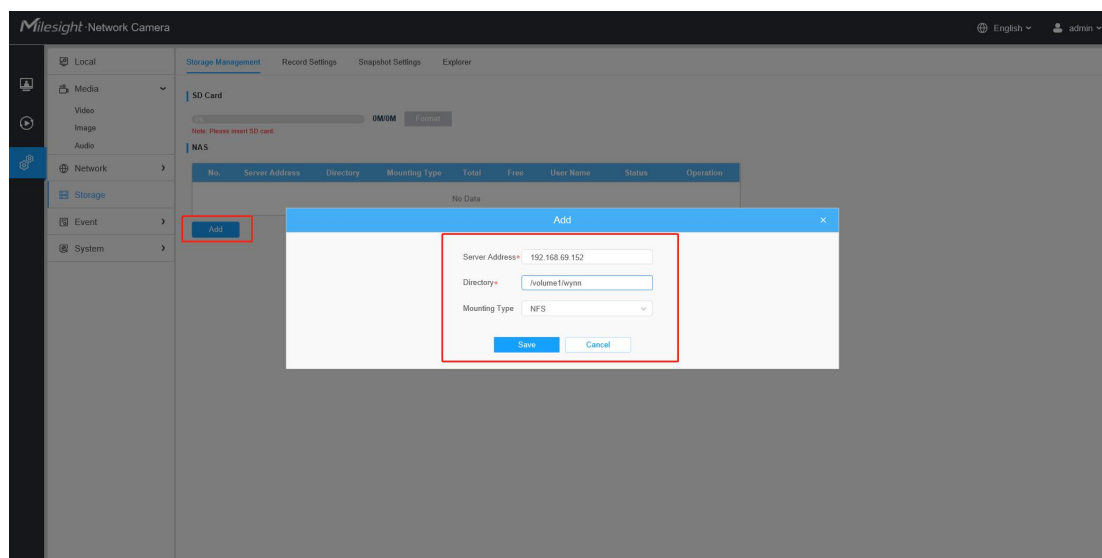 Milesight·Network Camera
English
admin
Local
Media
Video
Image
Audio
Network
Storage
Event
System
Storage Management Record Settings Snapshot Settings Explorer
SD Card
0% 0M/0M Format
Note: Please insert SD card.
NAS
No. Server Address Directory Mounting Type Total Free User Name Status Operation
No Data
Add
Add ×
Server Address* 192.168.69.152
Directory* /volume1/wynn
Mounting Type NFS
Save Cancel